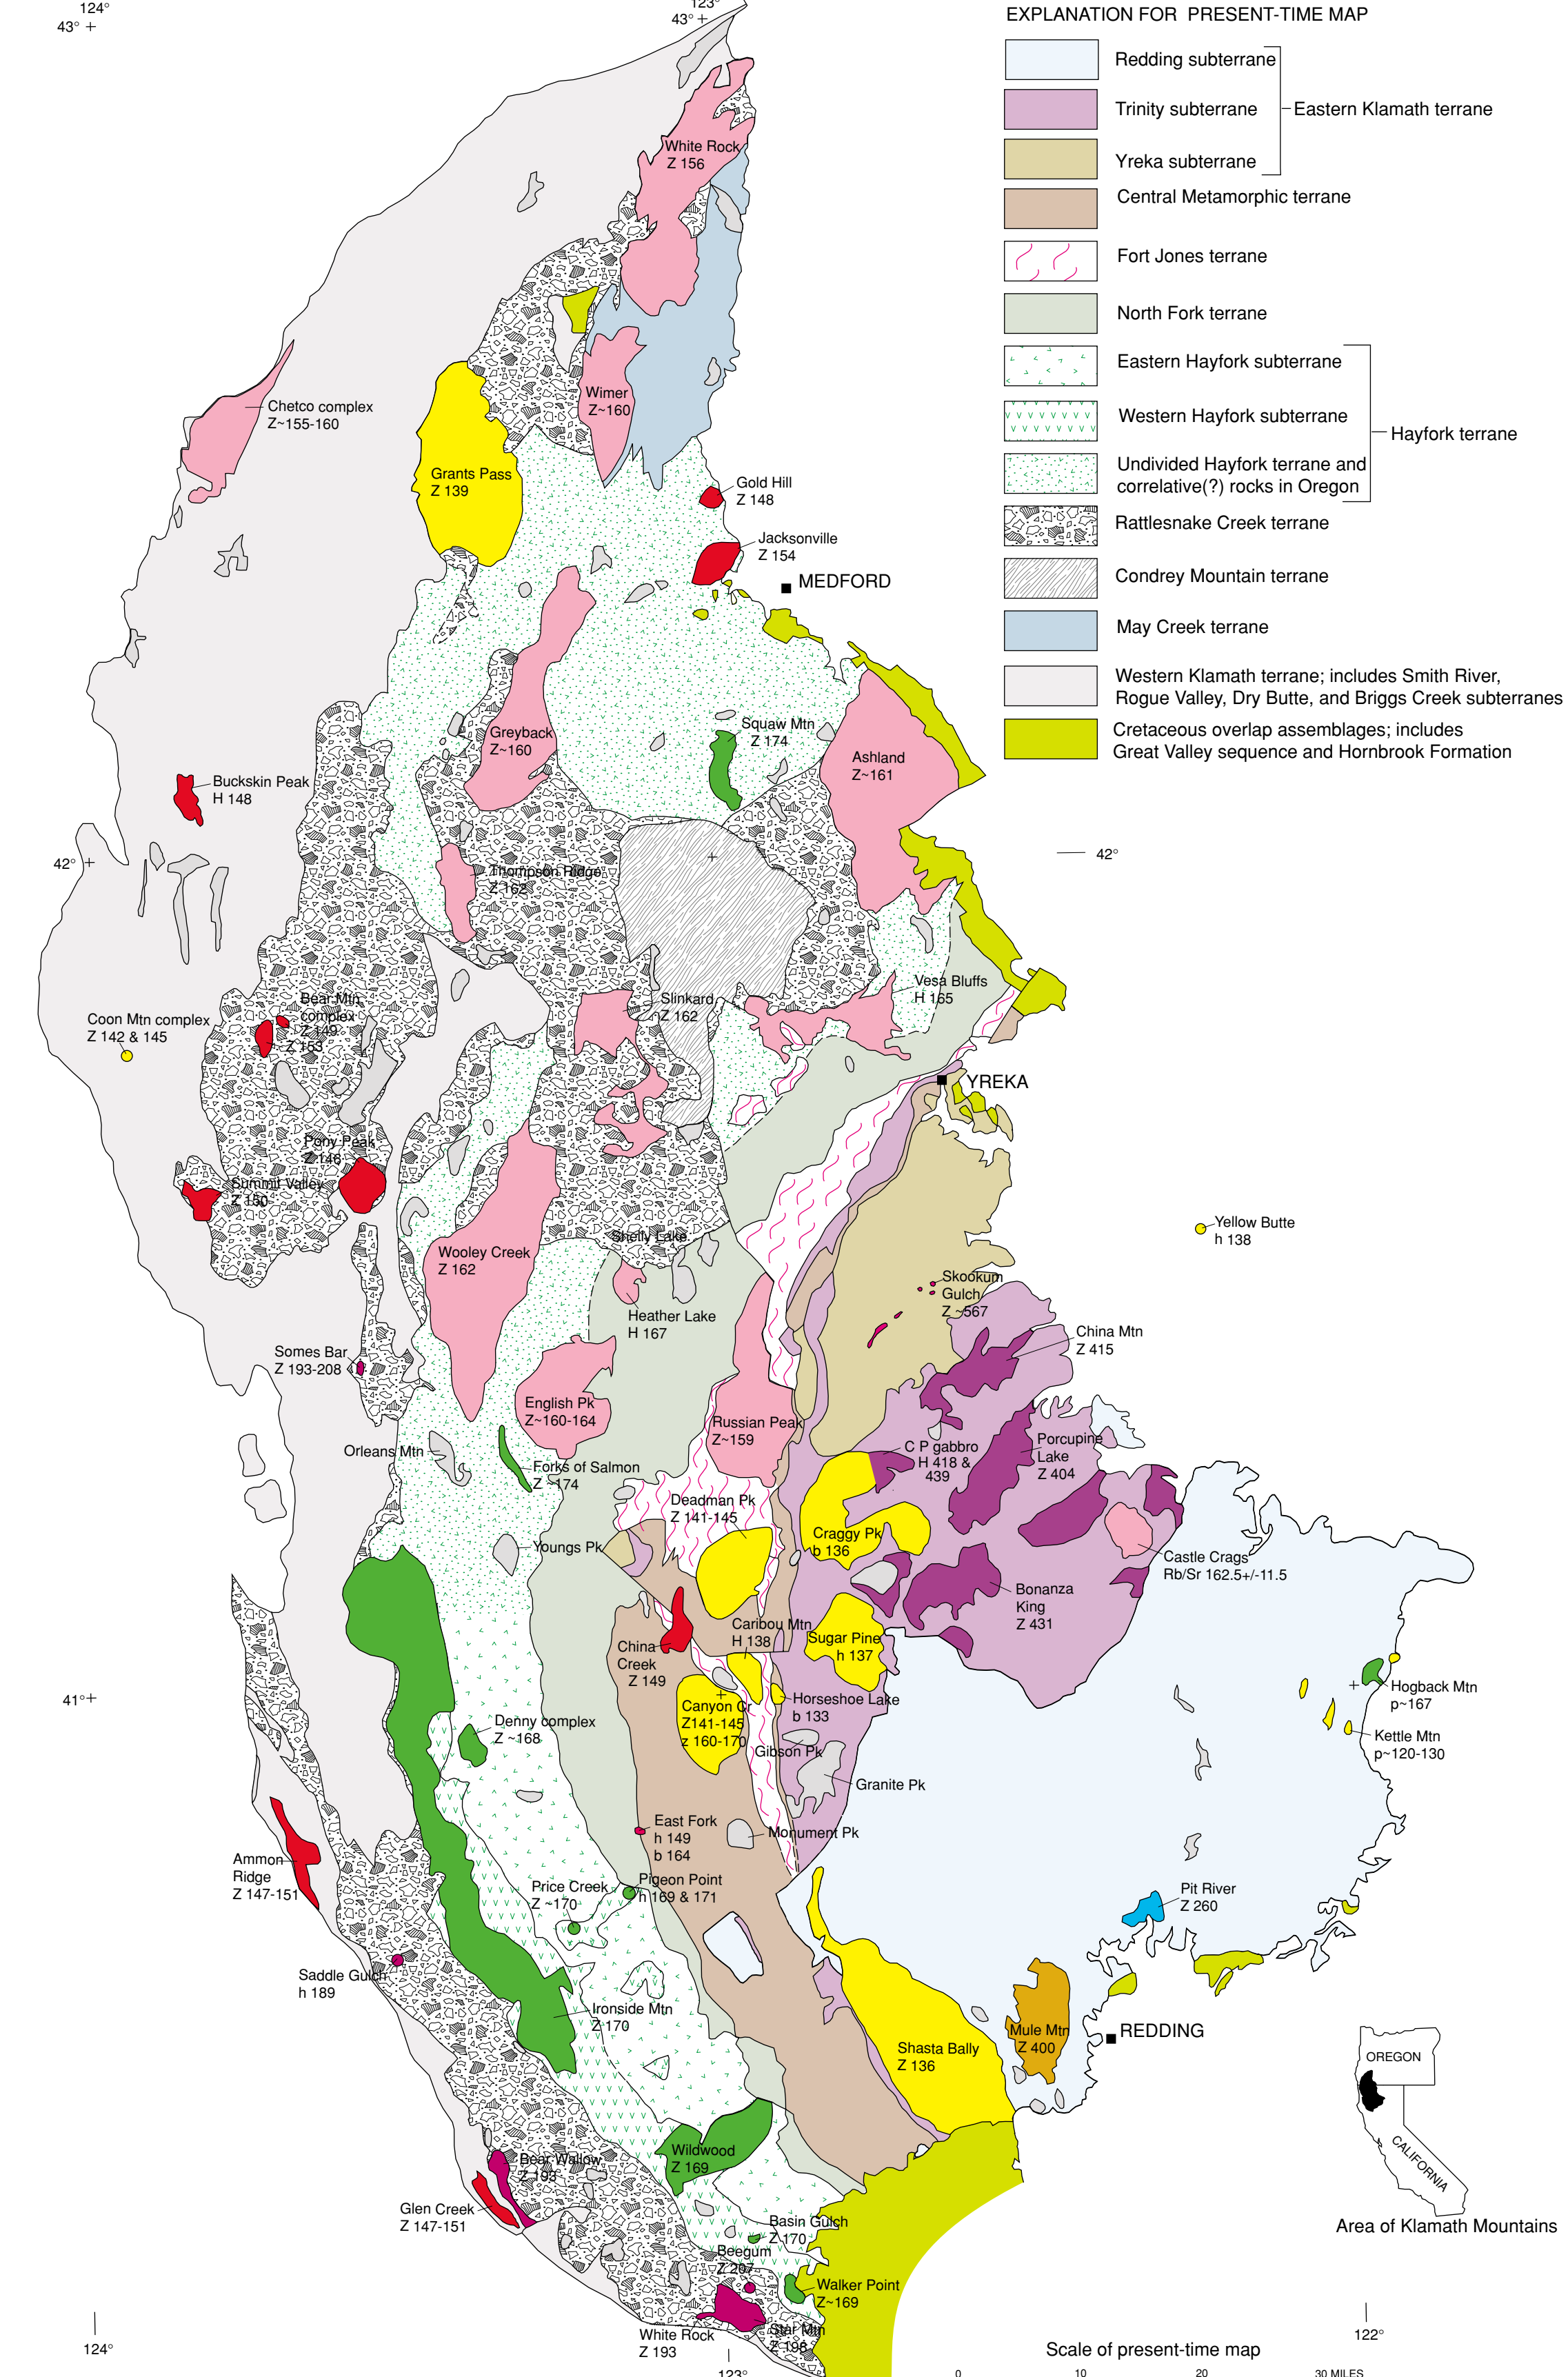 124°
43° +
123°
43° +
EXPLANATION FOR PRESENT-TIME MAP
Redding subterrane
Trinity subterrane
Eastern Klamath terrane
Yreka subterrane
Central Metamorphic terrane
Fort Jones terrane
North Fork terrane
Eastern Hayfork subterrane
Western Hayfork subterrane
Hayfork terrane
Undivided Hayfork terrane and
correlative(?) rocks in Oregon
Rattlesnake Creek terrane
Condrey Mountain terrane
May Creek terrane
Western Klamath terrane; includes Smith River,
Rogue Valley, Dry Butte, and Briggs Creek subterranes
Cretaceous overlap assemblages; includes
Great Valley sequence and Hornbrook Formation
White Rock
Z 156
Wimer
Z~160
Chetco complex
Z~155-160
Grants Pass
Z 139
Gold Hill
Z 148
Jacksonville
Z 154
MEDFORD
Greyback
Z~160
Squaw Mtn
Z 174
Ashland
Z~161
Buckskin Peak
H 148
42° +
42°
Thompson Ridge
Z 162
Vesa Bluffs
H 165
Slinkard
Z 162
Bear Mtn
complex
Z 149
Z 153
Coon Mtn complex
Z 142 & 145
YREKA
Pony Peak
Z 146
Summit Valley
Z 150
Yellow Butte
h 138
Shelly Lake
Wooley Creek
Z 162
Skookum
Gulch
Z ~567
Heather Lake
H 167
China Mtn
Z 415
Somes Bar
Z 193-208
English Pk
Z~160-164
Russian Peak
Z~159
Orleans Mtn
C P gabbro
H 418 &
439
Porcupine
Lake
Z 404
Forks of Salmon
Z ~174
Deadman Pk
Z 141-145
Craggy Pk
b 136
Youngs Pk
Castle Crags
Rb/Sr 162.5+/-11.5
Bonanza
King
Z 431
Caribou Mtn
H 138
Sugar Pine
h 137
China
Creek
Z 149
41°+
Hogback Mtn
p~167
Horseshoe Lake
b 133
Canyon Cr
Z141-145
z 160-170
Denny complex
Z ~168
Kettle Mtn
p~120-130
Gibson Pk
Granite Pk
East Fork
h 149
b 164
Monument Pk
Ammon
Ridge
Z 147-151
Pigeon Point
h 169 & 171
Price Creek
Z ~170
Pit River
Z 260
Saddle Gulch
h 189
Ironside Mtn
Z 170
Mule Mtn
Z 400
REDDING
Shasta Bally
Z 136
OREGON
CALIFORNIA
Area of Klamath Mountains
Wildwood
Z 169
Bear Wallow
Z 193
Glen Creek
Z 147-151
Basin Gulch
Z 170
Beegum
Z 207
Walker Point
Z~169
White Rock
Z 193
Star Mtn
Z 198
124°
123°
122°
Scale of present-time map
0 10 20 30 MILES